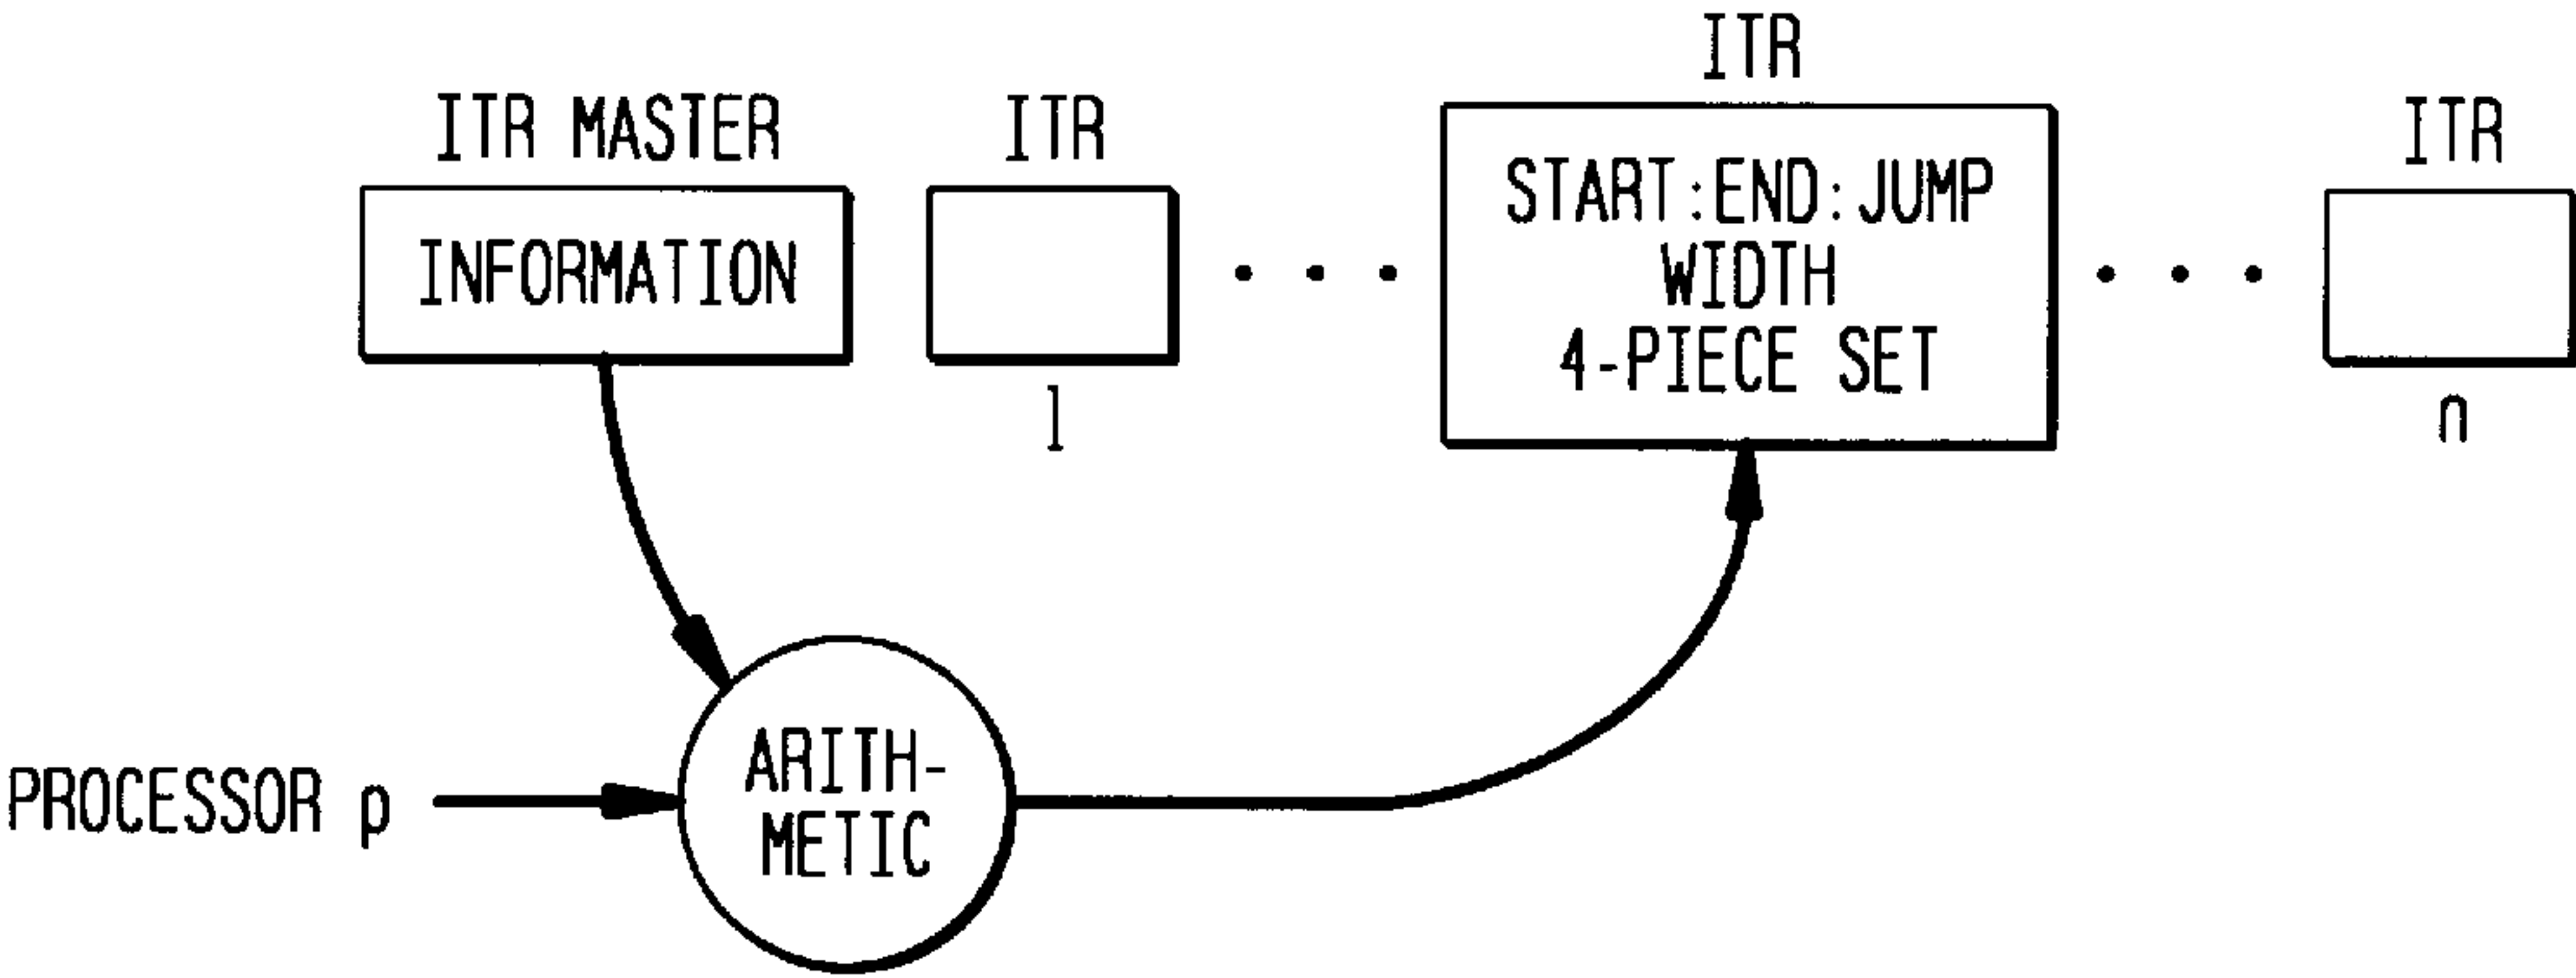 ITR MASTER
INFORMATION
ITR
1
ITR
START:END:JUMP
WIDTH
4-PIECE SET
ITR
n
PROCESSOR p
ARITH-
METIC